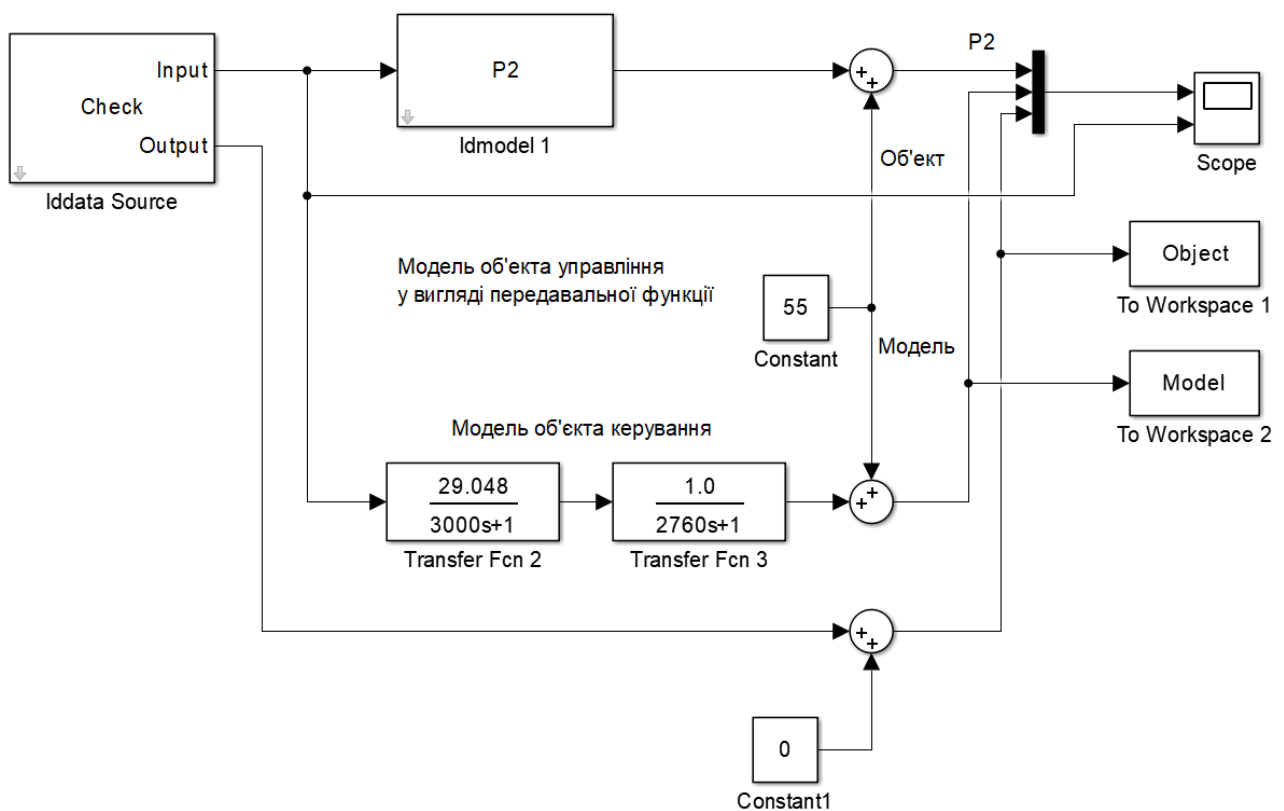 Input
Check
Output
Iddata Source
P2
Idmodel 1
P2
Scope
Об'ект
Object
To Workspace 1
Модель об'екта управління
у вигляді передавальної функції
55
Constant
Модель
Model
To Workspace 2
Модель об'єкта керування
29.048
3000s+1
Transfer Fcn 2
1.0
2760s+1
Transfer Fcn 3
0
Constant1